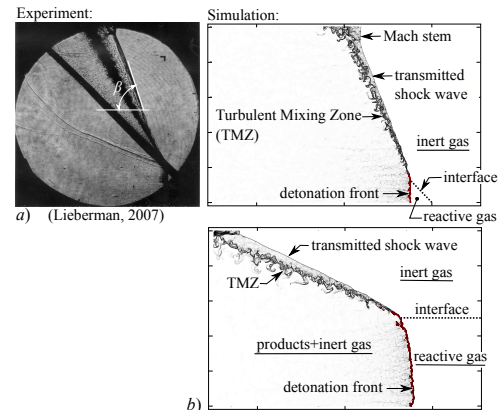 Experiment:
Simulation:
a)
β
(Lieberman, 2007)
Mach stem
transmitted
shock wave
Turbulent Mixing Zone
(TMZ)
inert gas
interface
detonation front
reactive gas
b)
transmitted shock wave
TMZ
inert gas
interface
products+inert gas
reactive gas
detonation front